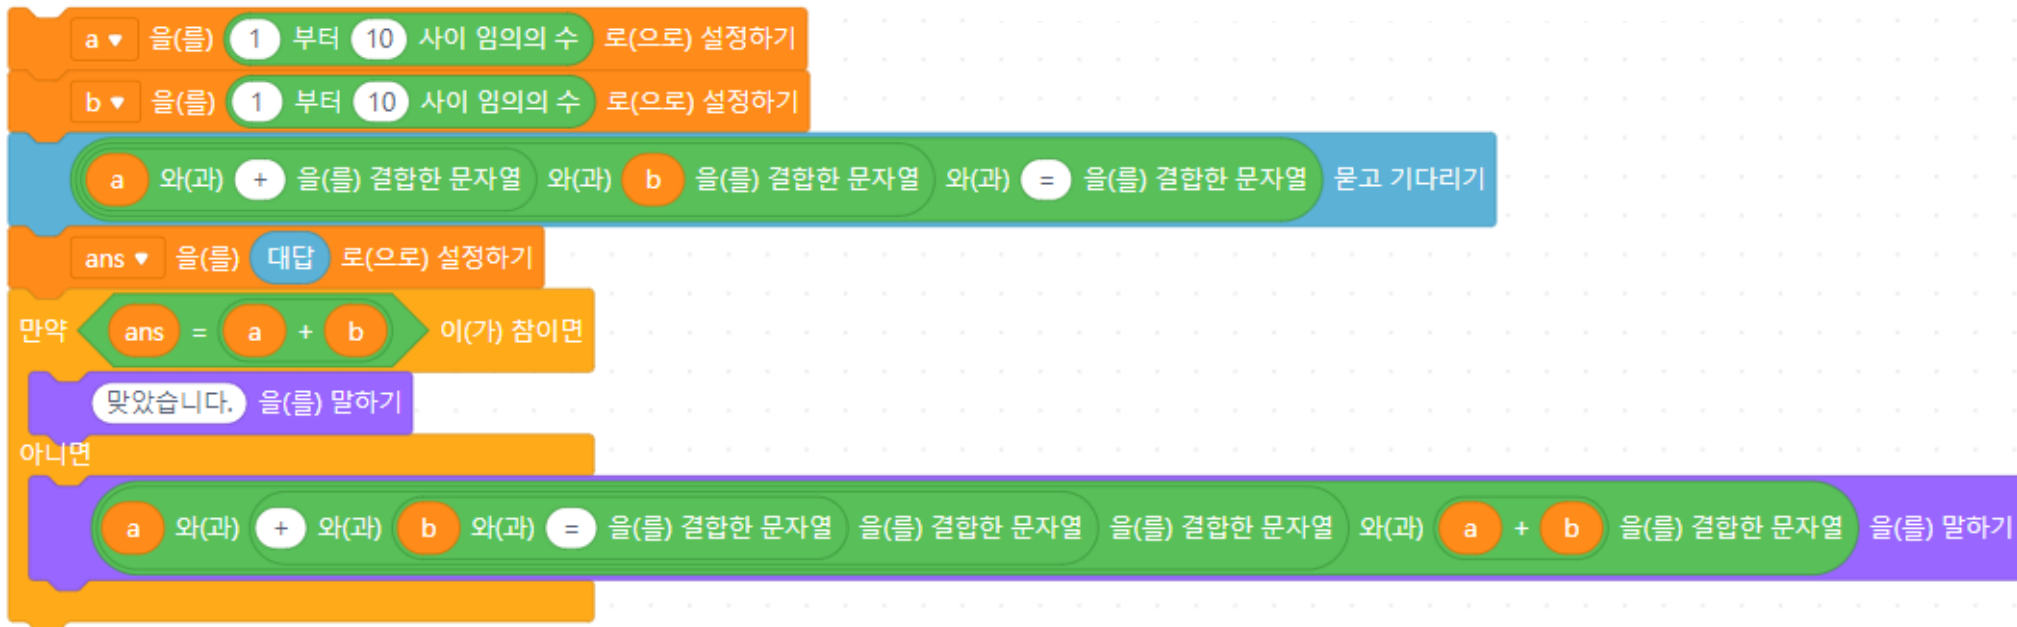 a 을(를) 1 부터 10 사이 임의의 수 로(으로) 설정하기
b 을(를) 1 부터 10 사이 임의의 수 로(으로) 설정하기
a 와(과) + 을(를) 결합한 문자열 와(과) b 을(를) 결합한 문자열 와(과) = 을(를) 결합한 문자열 묻고 기다리기
ans 을(를) 대답 로(으로) 설정하기
만약 ans = a + b 이(가) 참이면
맞았습니다. 을(를) 말하기
아니면
a 와(과) + 와(과) b 와(과) = 을(를) 결합한 문자열 을(를) 결합한 문자열 을(를) 결합한 문자열 와(과) a + b 을(를) 결합한 문자열 을(를) 말하기